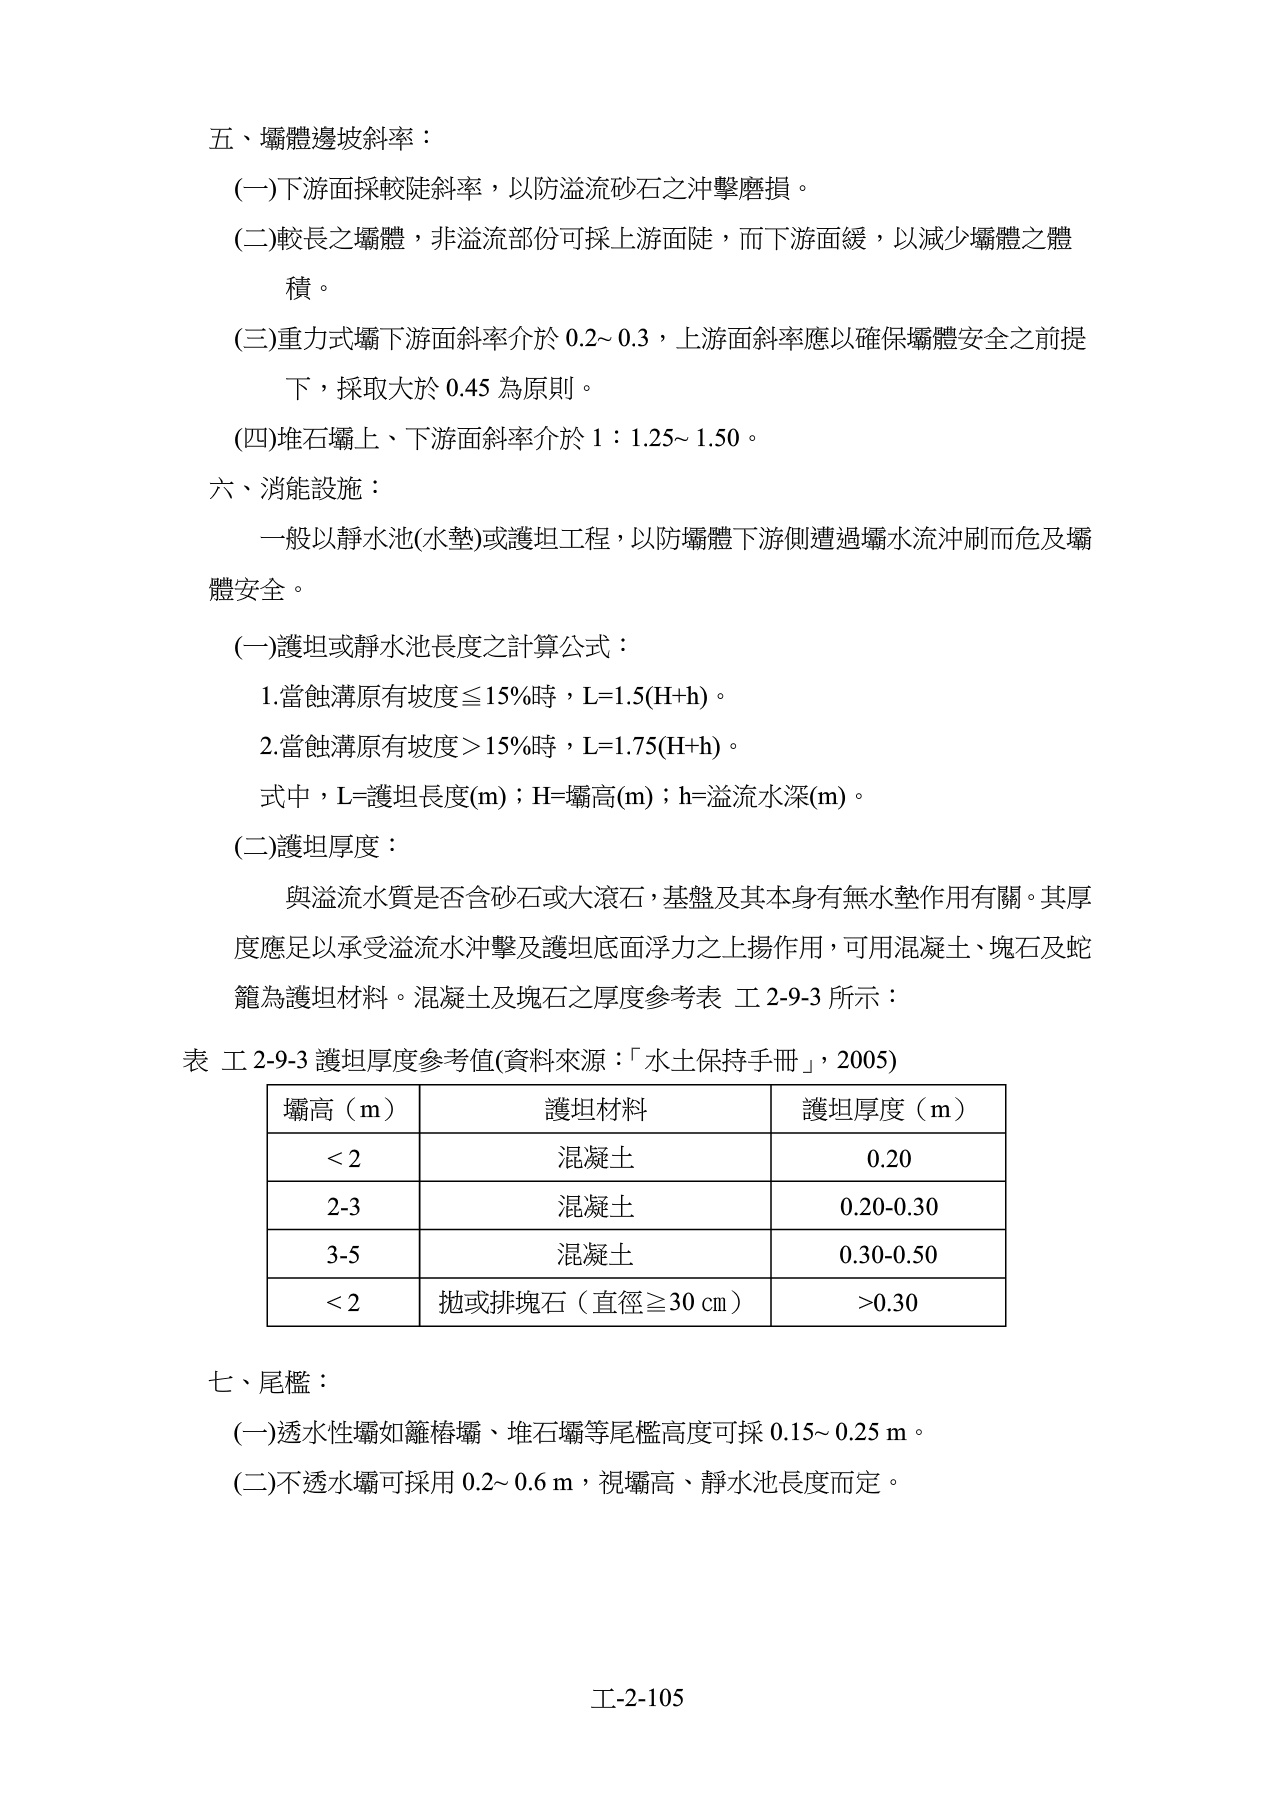 五、壩體邊坡斜率：
(一)下游面採較陡斜率，以防溢流砂石之沖擊磨損。
(二)較長之壩體，非溢流部份可採上游面陡，而下游面緩，以減少壩體之體
積。
(三)重力式壩下游面斜率介於 0.2~ 0.3，上游面斜率應以確保壩體安全之前提
下，採取大於 0.45 為原則。
(四)堆石壩上、下游面斜率介於 1：1.25~ 1.50。
六、消能設施：
一般以靜水池(水墊)或護坦工程，以防壩體下游側遭過壩水流沖刷而危及壩
體安全。
(一)護坦或靜水池長度之計算公式：
1.當蝕溝原有坡度≦15%時，L=1.5(H+h)。
2.當蝕溝原有坡度＞15%時，L=1.75(H+h)。
式中，L=護坦長度(m)；H=壩高(m)；h=溢流水深(m)。
(二)護坦厚度：
與溢流水質是否含砂石或大滾石，基盤及其本身有無水墊作用有關。其厚
度應足以承受溢流水沖擊及護坦底面浮力之上揚作用，可用混凝土、塊石及蛇
籠為護坦材料。混凝土及塊石之厚度參考表 工 2-9-3 所示：
表 工 2-9-3 護坦厚度參考值(資料來源：「水土保持手冊」，2005)
壩高（m） 護坦材料 護坦厚度（m）
＜2 混凝土 0.20
2-3 混凝土 0.20-0.30
3-5 混凝土 0.30-0.50
＜2 拋或排塊石（直徑≧30 ㎝） >0.30
七、尾檻：
(一)透水性壩如籬樁壩、堆石壩等尾檻高度可採 0.15~ 0.25 m。
(二)不透水壩可採用 0.2~ 0.6 m，視壩高、靜水池長度而定。
工-2-105